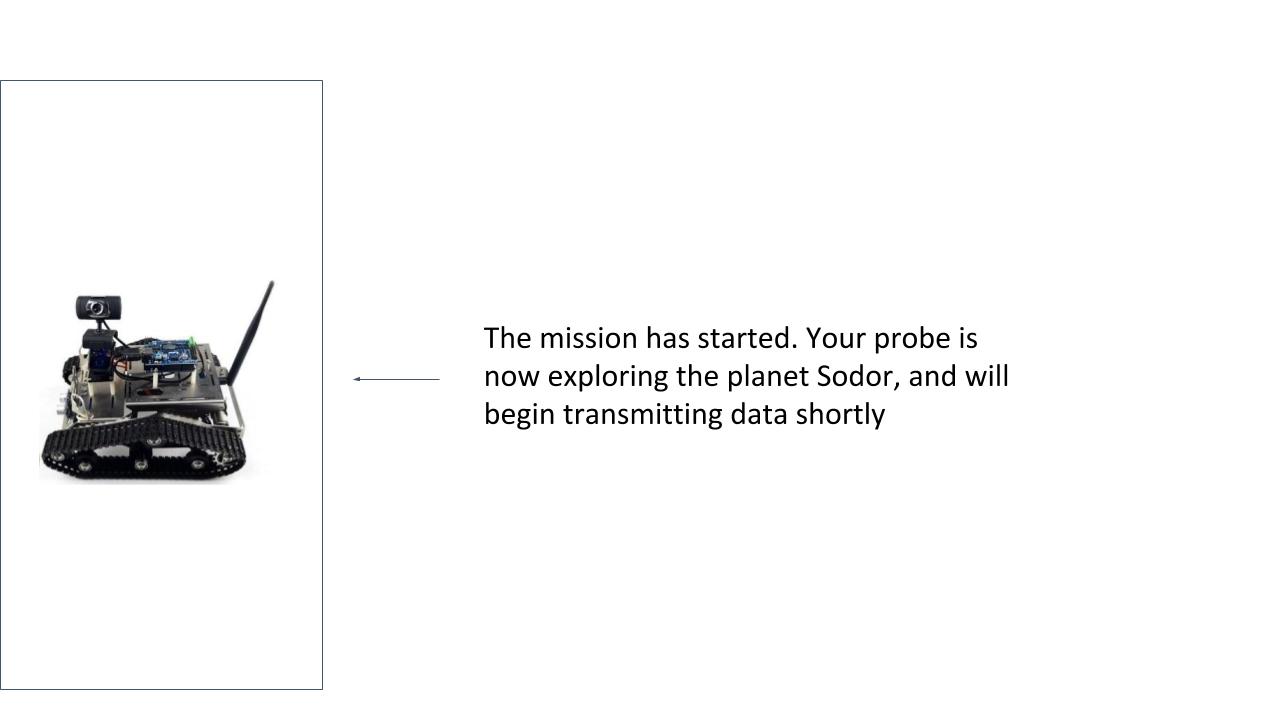 The mission has started. Your probe is
now exploring the planet Sodor, and will
begin transmitting data shortly